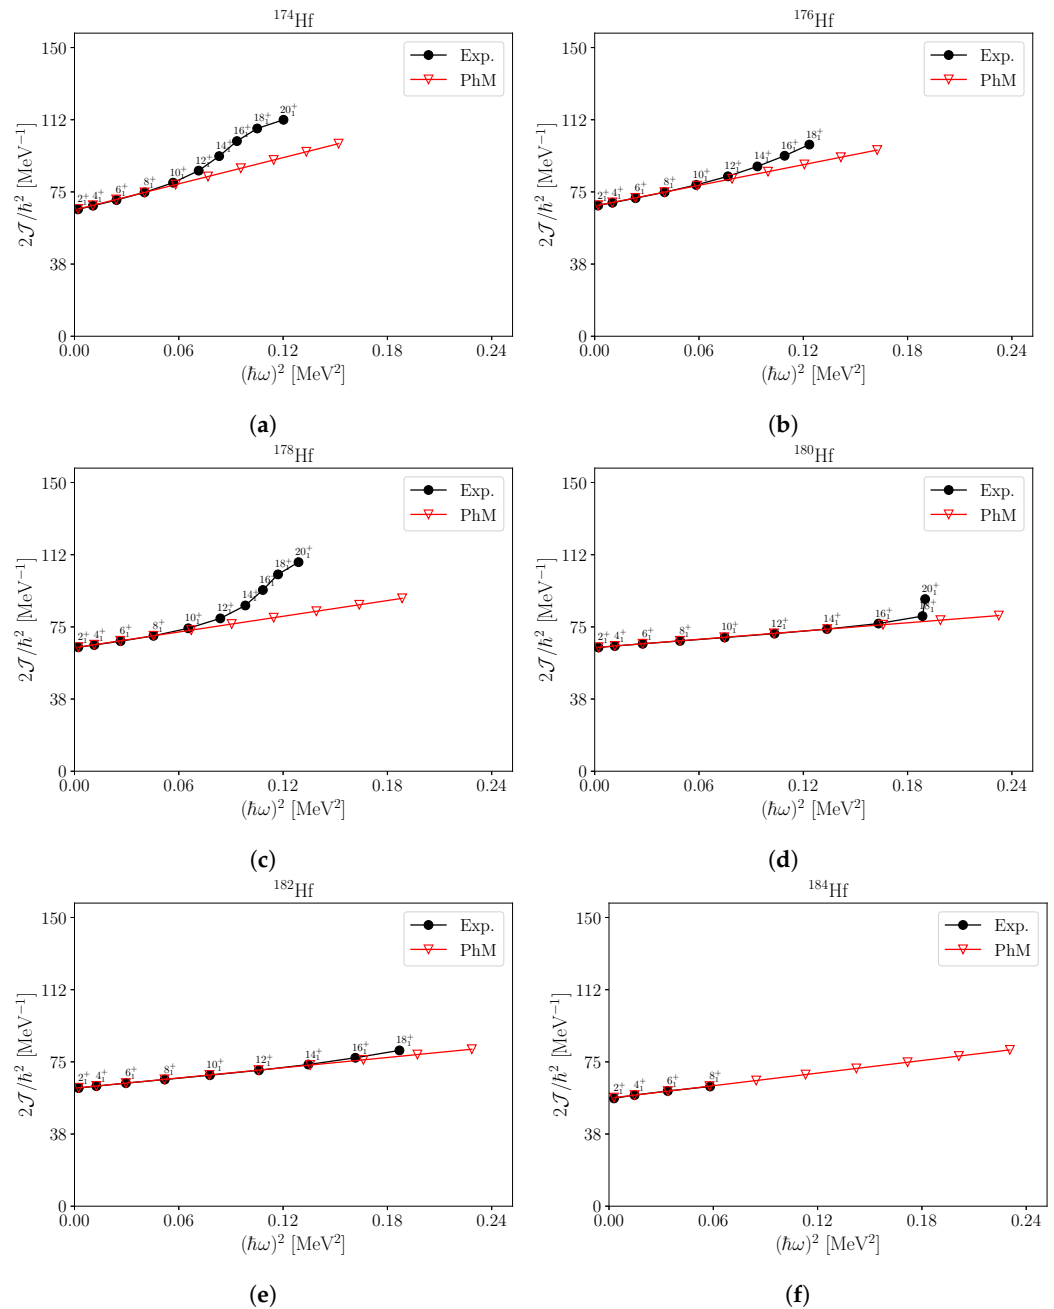 ¹⁷⁴Hf
2𝒥/ħ² [MeV⁻¹]
150
112
75
38
0
Exp.
PhM
2₁⁺ 4₁⁺ 6₁⁺ 8₁⁺ 10₁⁺ 12₁⁺ 14₁⁺ 16₁⁺ 18₁⁺ 20₁⁺
0.00 0.06 0.12 0.18 0.24
(ħω)² [MeV²]
(a)
¹⁷⁶Hf
2𝒥/ħ² [MeV⁻¹]
150
112
75
38
0
Exp.
PhM
2₁⁺ 4₁⁺ 6₁⁺ 8₁⁺ 10₁⁺ 12₁⁺ 14₁⁺ 16₁⁺ 18₁⁺
0.00 0.06 0.12 0.18 0.24
(ħω)² [MeV²]
(b)
¹⁷⁸Hf
2𝒥/ħ² [MeV⁻¹]
150
112
75
38
0
Exp.
PhM
2₁⁺ 4₁⁺ 6₁⁺ 8₁⁺ 10₁⁺ 12₁⁺ 14₁⁺ 16₁⁺ 18₁⁺ 20₁⁺
0.00 0.06 0.12 0.18 0.24
(ħω)² [MeV²]
(c)
¹⁸⁰Hf
2𝒥/ħ² [MeV⁻¹]
150
112
75
38
0
Exp.
PhM
2₁⁺ 4₁⁺ 6₁⁺ 8₁⁺ 10₁⁺ 12₁⁺ 14₁⁺ 16₁⁺ 18₁⁺ 20₁⁺
0.00 0.06 0.12 0.18 0.24
(ħω)² [MeV²]
(d)
¹⁸²Hf
2𝒥/ħ² [MeV⁻¹]
150
112
75
38
0
Exp.
PhM
2₁⁺ 4₁⁺ 6₁⁺ 8₁⁺ 10₁⁺ 12₁⁺ 14₁⁺ 16₁⁺ 18₁⁺
0.00 0.06 0.12 0.18 0.24
(ħω)² [MeV²]
(e)
¹⁸⁴Hf
2𝒥/ħ² [MeV⁻¹]
150
112
75
38
0
Exp.
PhM
2₁⁺ 4₁⁺ 6₁⁺ 8₁⁺
0.00 0.06 0.12 0.18 0.24
(ħω)² [MeV²]
(f)